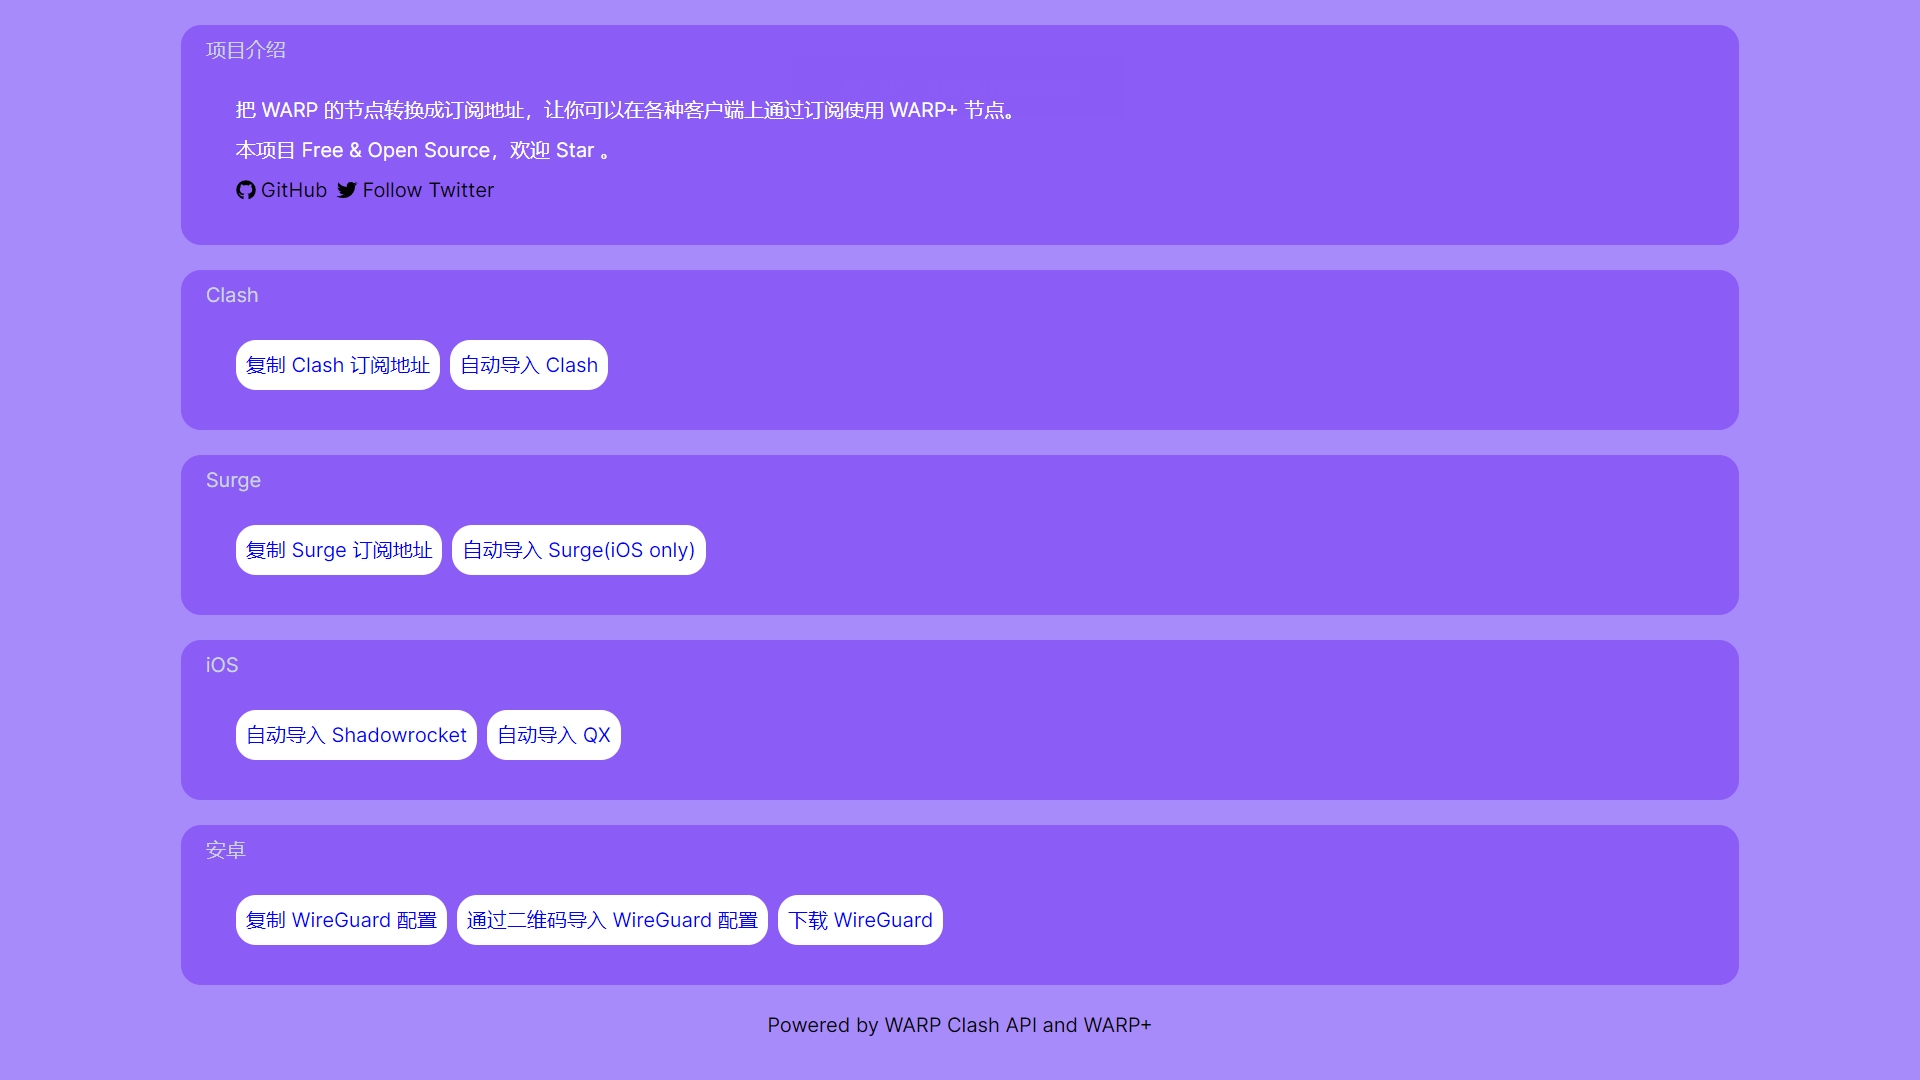 项目介绍
把 WARP 的节点转换成订阅地址，让你可以在各种客户端上通过订阅使用 WARP+ 节点。
本项目 Free & Open Source，欢迎 Star 。
GitHub Follow Twitter
Clash
复制 Clash 订阅地址 自动导入 Clash
Surge
复制 Surge 订阅地址 自动导入 Surge(iOS only)
iOS
自动导入 Shadowrocket 自动导入 QX
安卓
复制 WireGuard 配置 通过二维码导入 WireGuard 配置 下载 WireGuard
Powered by WARP Clash API and WARP+